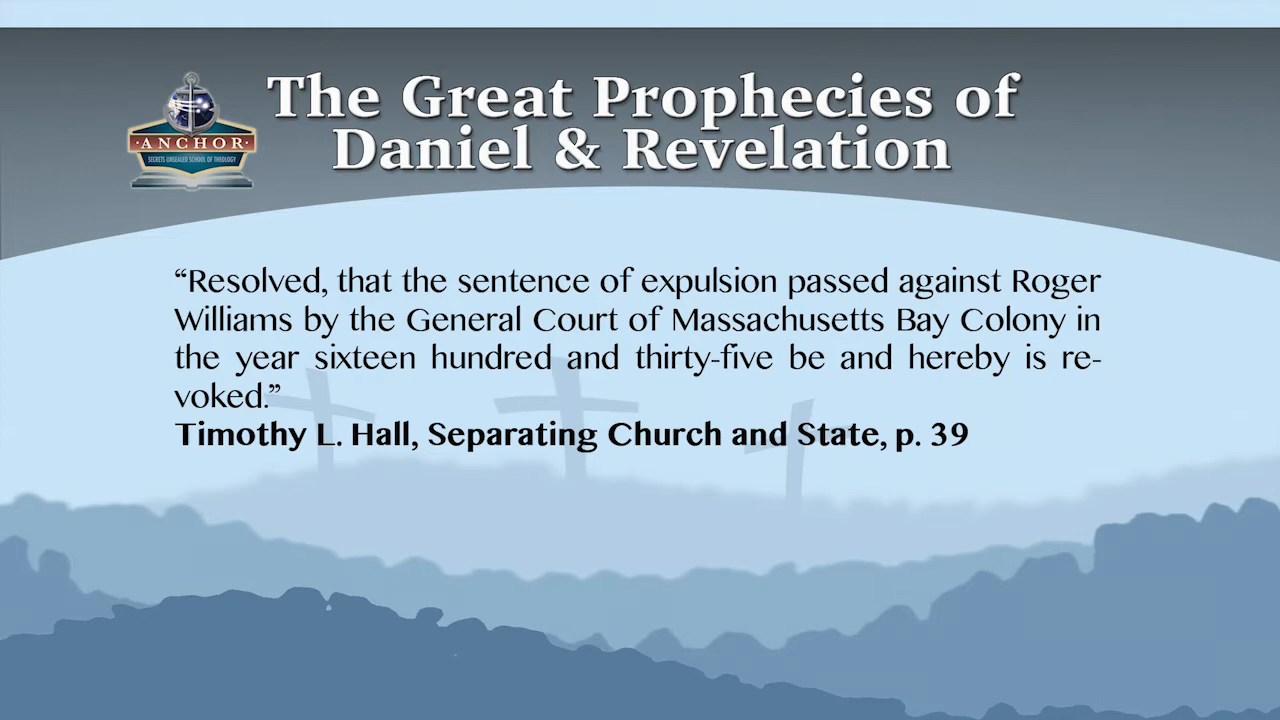 The Great Prophecies of
Daniel & Revelation
·ANCHOR·
SECRETS UNSEALED SCHOOL OF THEOLOGY
“Resolved, that the sentence of expulsion passed against Roger
Williams by the General Court of Massachusetts Bay Colony in
the year sixteen hundred and thirty-five be and hereby is re-
voked.”
Timothy L. Hall, Separating Church and State, p. 39